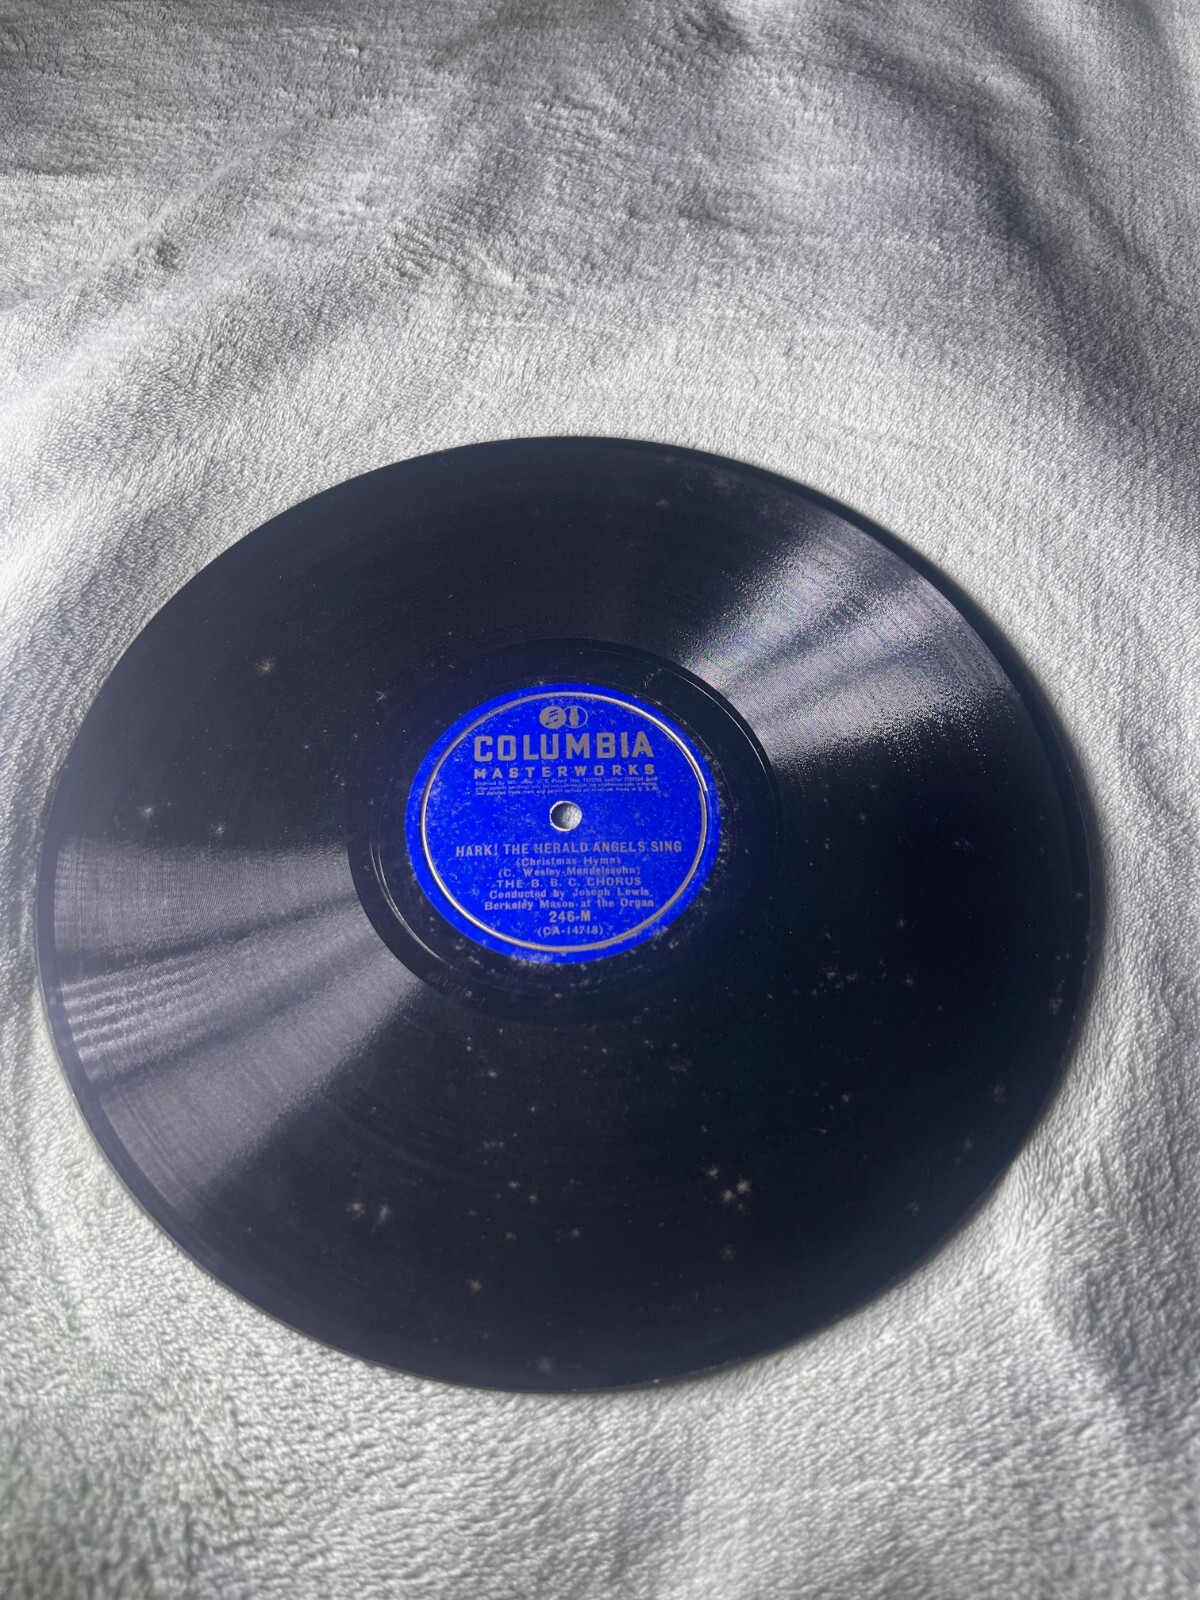 COLUMBIA
MASTERWORKS
HARK! THE HERALD ANGELS SING
(Christmas Hymn)
(C. Wesley-Mendelssohn)
THE B. B. C. CHORUS
Conducted by Joseph Lewis
Berkeley Mason at the Organ
246-M
(CA-14718)